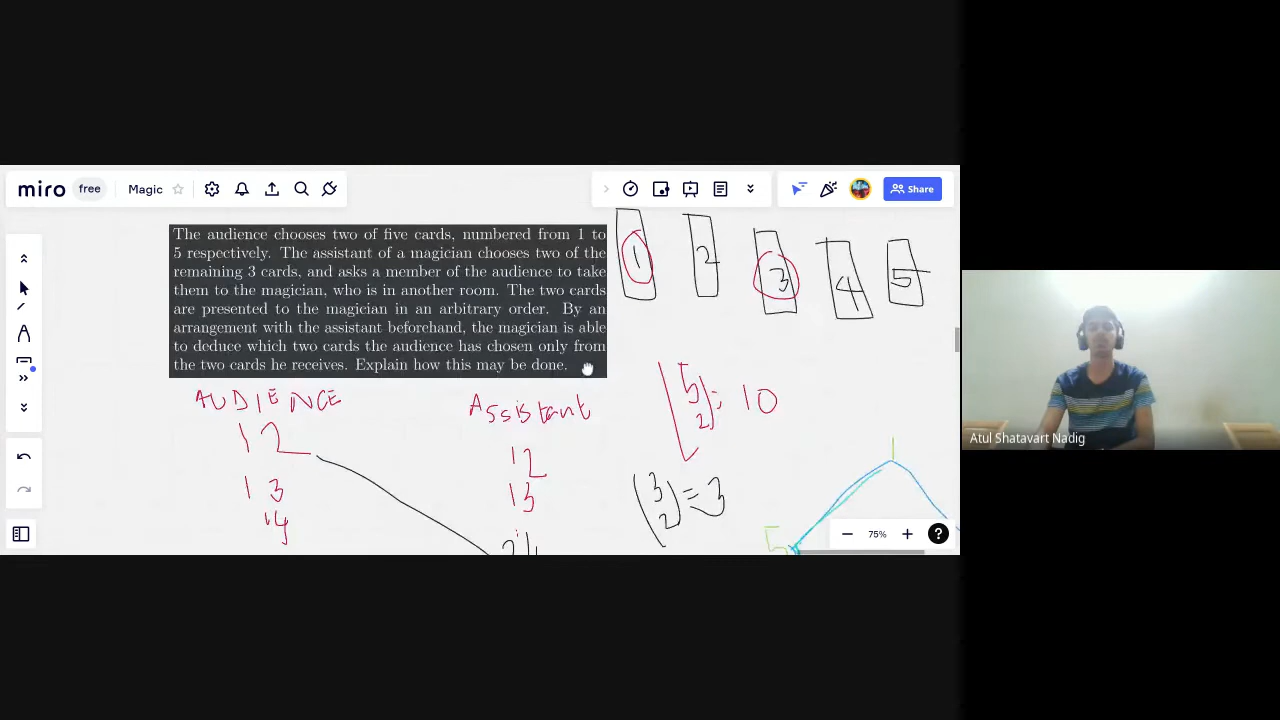 miro free Magic Share
The audience chooses two of five cards, numbered from 1 to
5 respectively. The assistant of a magician chooses two of the
remaining 3 cards, and asks a member of the audience to take
them to the magician, who is in another room. The two cards
are presented to the magician in an arbitrary order. By an
arrangement with the assistant beforehand, the magician is able
to deduce which two cards the audience has chosen only from
the two cards he receives. Explain how this may be done.
1 2 3 4 5
AUDIENCE
Assistant
1 2
1 3
14
12
13
24
(5 2) = 10
(3 2) = 3
1
5
75%
Atul Shatavart Nadig